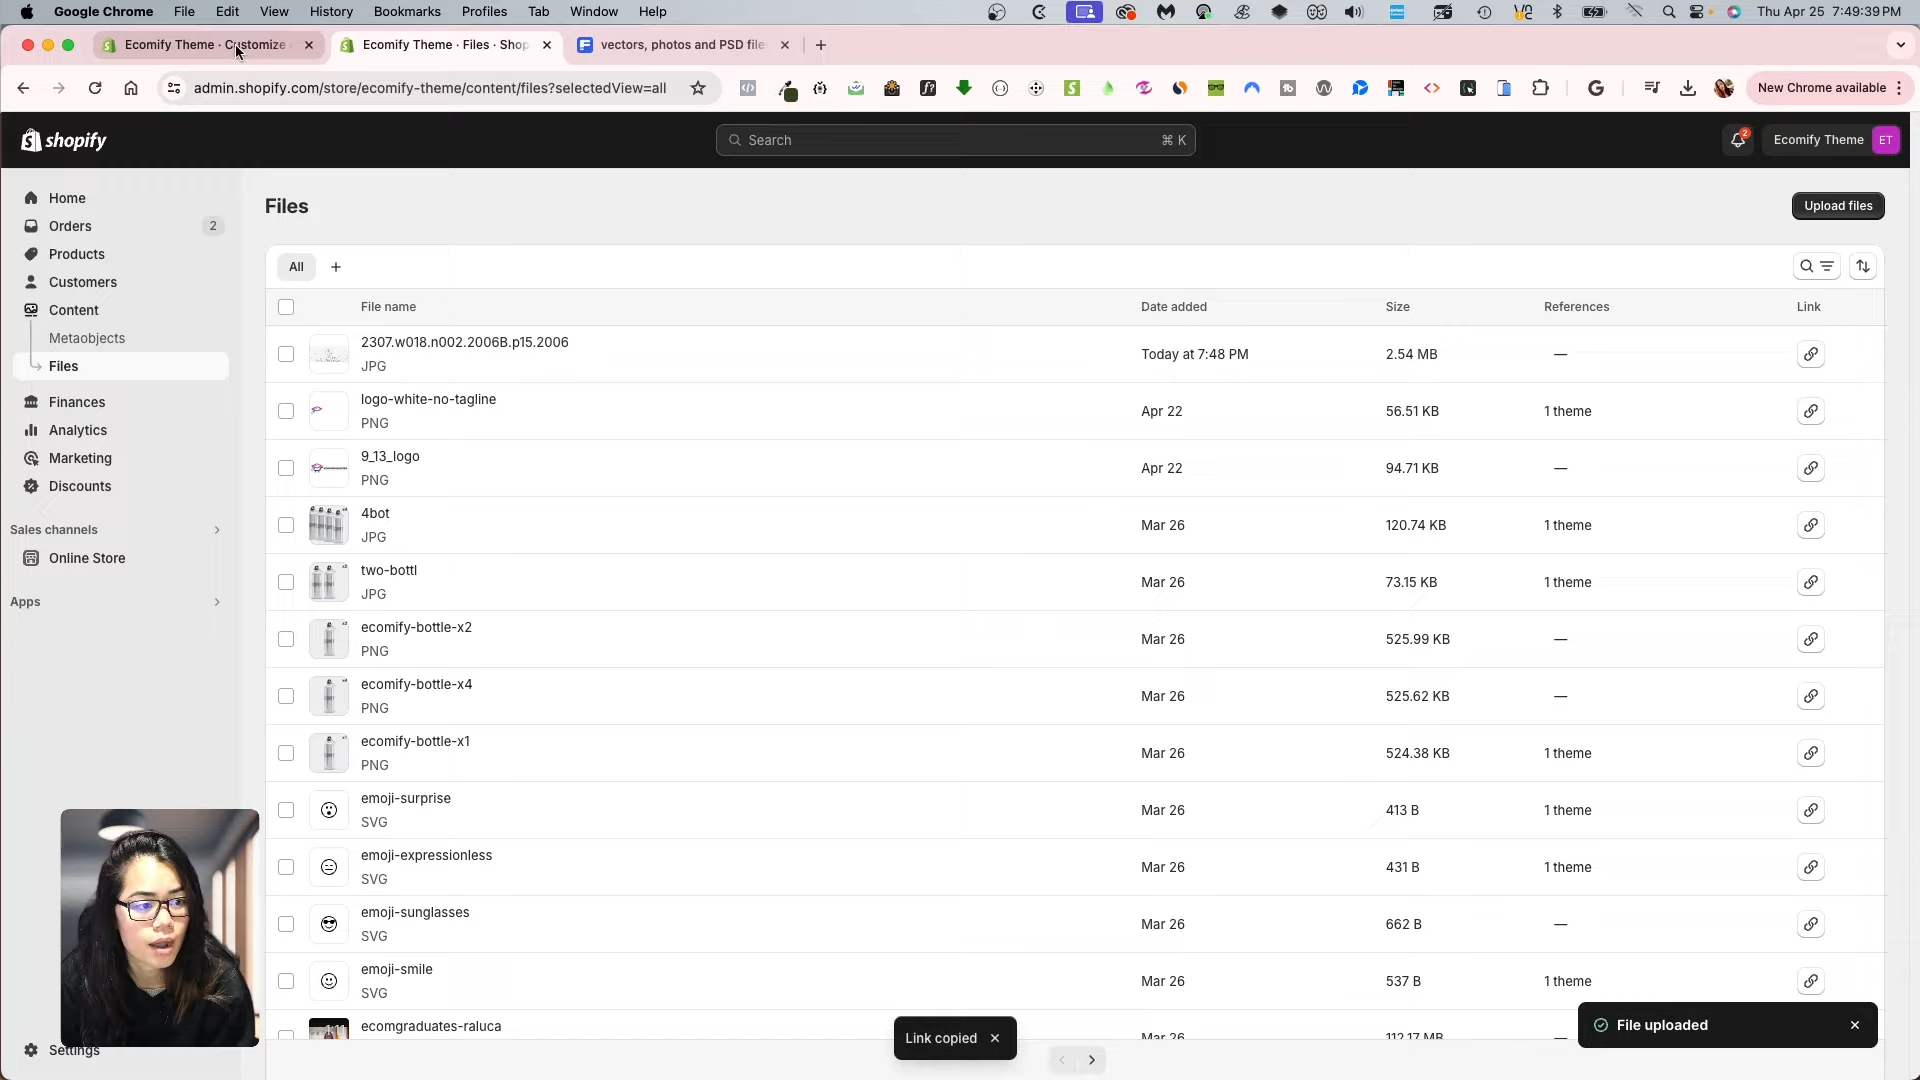 Google Chrome File Edit View History Bookmarks Profiles Tab Window Help Thu Apr 25 7:49:39 PM
Ecomify Theme · Customize
Ecomify Theme · Files · Shop
vectors, photos and PSD file
admin.shopify.com/store/ecomify-theme/content/files?selectedView=all
New Chrome available
shopify
Search ⌘ K
2
Ecomify Theme ET
Home
Orders 2
Products
Customers
Content
Metaobjects
Files
Finances
Analytics
Marketing
Discounts
Sales channels
Online Store
Apps
Settings
Files
Upload files
All +
File name Date added Size References Link
2307.w018.n002.2006B.p15.2006
JPG
Today at 7:48 PM 2.54 MB —
logo-white-no-tagline
PNG
Apr 22 56.51 KB 1 theme
9_13_logo
PNG
Apr 22 94.71 KB —
4bot
JPG
Mar 26 120.74 KB 1 theme
two-bottl
JPG
Mar 26 73.15 KB 1 theme
ecomify-bottle-x2
PNG
Mar 26 525.99 KB —
ecomify-bottle-x4
PNG
Mar 26 525.62 KB —
ecomify-bottle-x1
PNG
Mar 26 524.38 KB 1 theme
emoji-surprise
SVG
Mar 26 413 B 1 theme
emoji-expressionless
SVG
Mar 26 431 B 1 theme
emoji-sunglasses
SVG
Mar 26 662 B —
emoji-smile
SVG
Mar 26 537 B 1 theme
ecomgraduates-raluca
Mar 26 112.17 MB —
Link copied
File uploaded